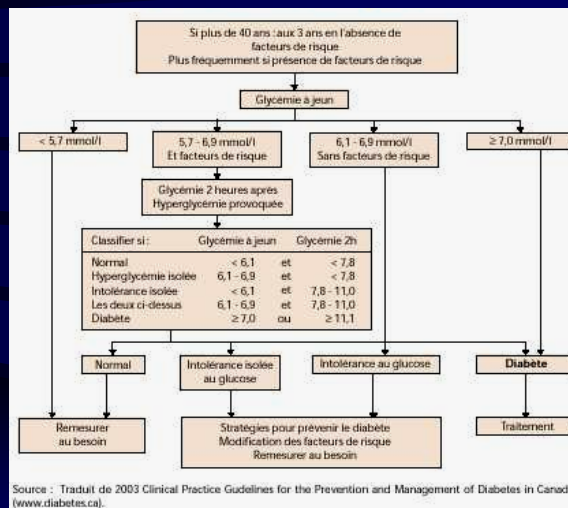 Si plus de 40 ans : aux 3 ans en l'absence de
facteurs de risque
Plus fréquemment si présence de facteurs de risque
Glycémie à jeun
< 5,7 mmol/l
5,7 - 6,9 mmol/l
Et facteurs de risque
6,1 - 6,9 mmol/l
Sans facteurs de risque
≥ 7,0 mmol/l
Glycémie 2 heures après
Hyperglycémie provoquée
Classifier si : Glycémie à jeun Glycémie 2h
Normal < 6,1 et < 7,8
Hyperglycémie isolée 6,1 - 6,9 et < 7,8
Intolérance isolée < 6,1 et 7,8 - 11,0
Les deux ci-dessus 6,1 - 6,9 et 7,8 - 11,0
Diabète ≥ 7,0 ou ≥ 11,1
Normal
Intolérance isolée
au glucose
Intolérance au glucose
Diabète
Remesurer
au besoin
Stratégies pour prévenir le diabète
Modification des facteurs de risque
Remesurer au besoin
Traitement
Source : Traduit de 2003 Clinical Practice Gudelines for the Prevention and Management of Diabetes in Canad
(www.diabetes.ca).